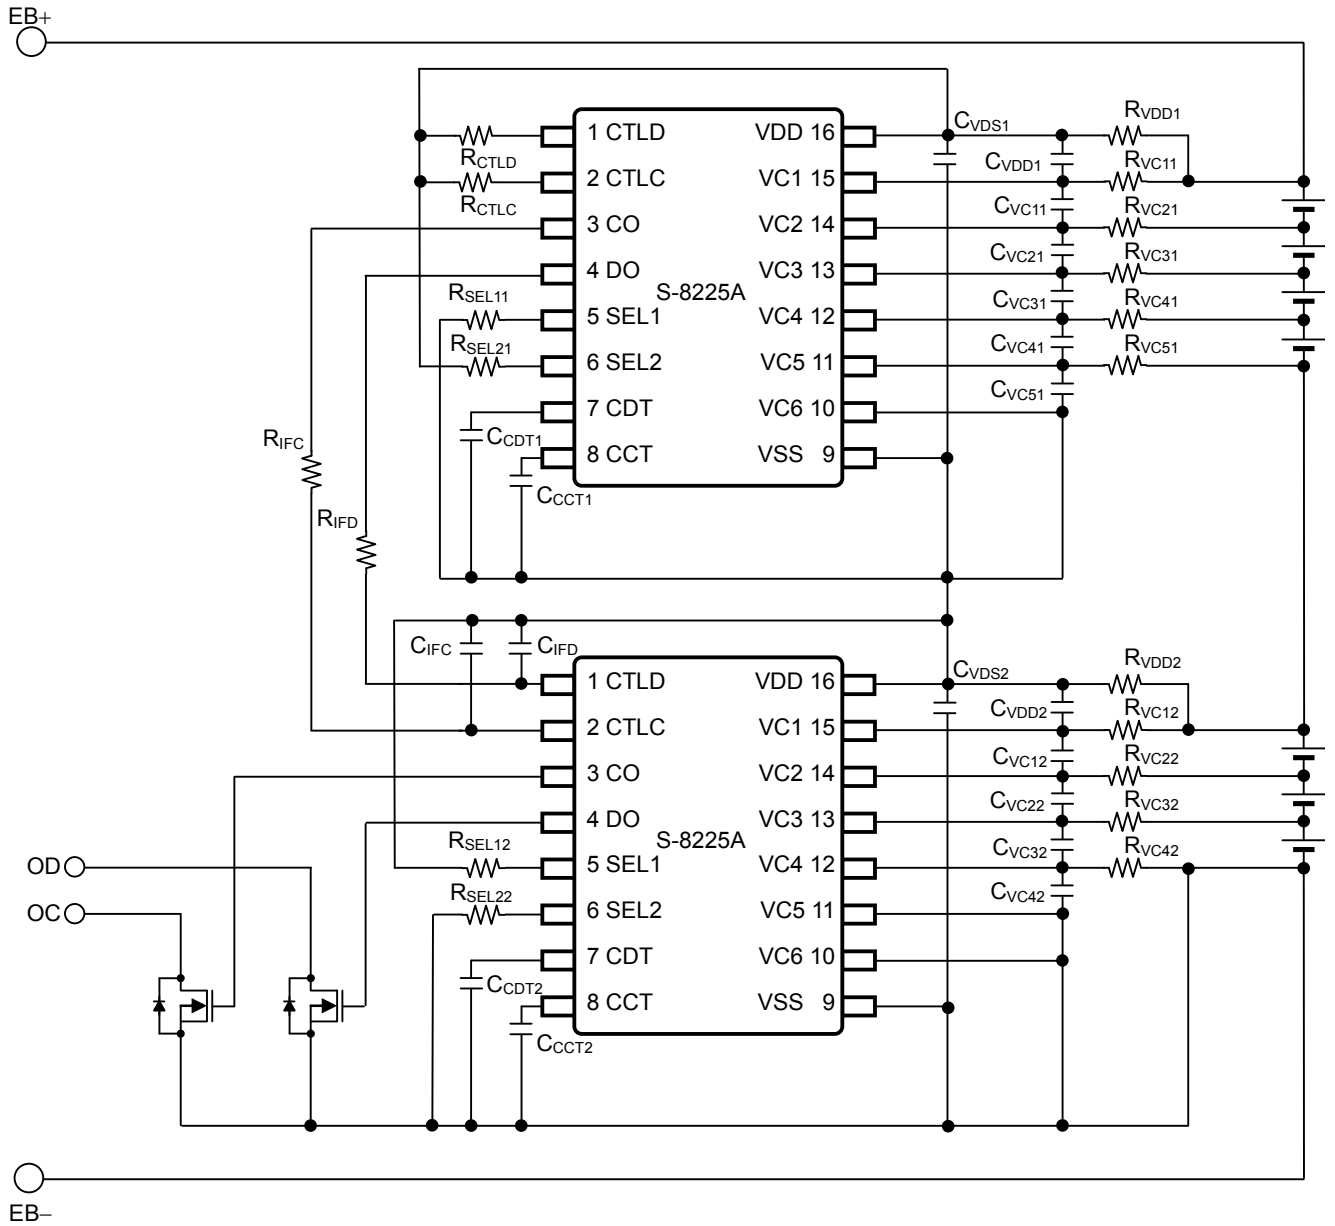 EB+
1 CTLD
VDD 16
CVDS1
RVDD1
RCTLD
CVDD1
RVC11
2 CTLC
VC1 15
RCTLC
CVC11
RVC21
3 CO
VC2 14
CVC21
RVC31
4 DO
VC3 13
S-8225A
RSEL11
CVC31
RVC41
5 SEL1
VC4 12
RSEL21
CVC41
RVC51
6 SEL2
VC5 11
CVC51
7 CDT
VC6 10
CCDT1
RIFC
8 CCT
VSS 9
CCCT1
RIFD
CIFC
CIFD
CVDS2
RVDD2
1 CTLD
VDD 16
CVDD2
RVC12
2 CTLC
VC1 15
CVC12
RVC22
3 CO
VC2 14
CVC22
RVC32
4 DO
VC3 13
S-8225A
RSEL12
CVC32
RVC42
OD
5 SEL1
VC4 12
RSEL22
CVC42
OC
6 SEL2
VC5 11
7 CDT
VC6 10
CCDT2
8 CCT
VSS 9
CCCT2
EB−